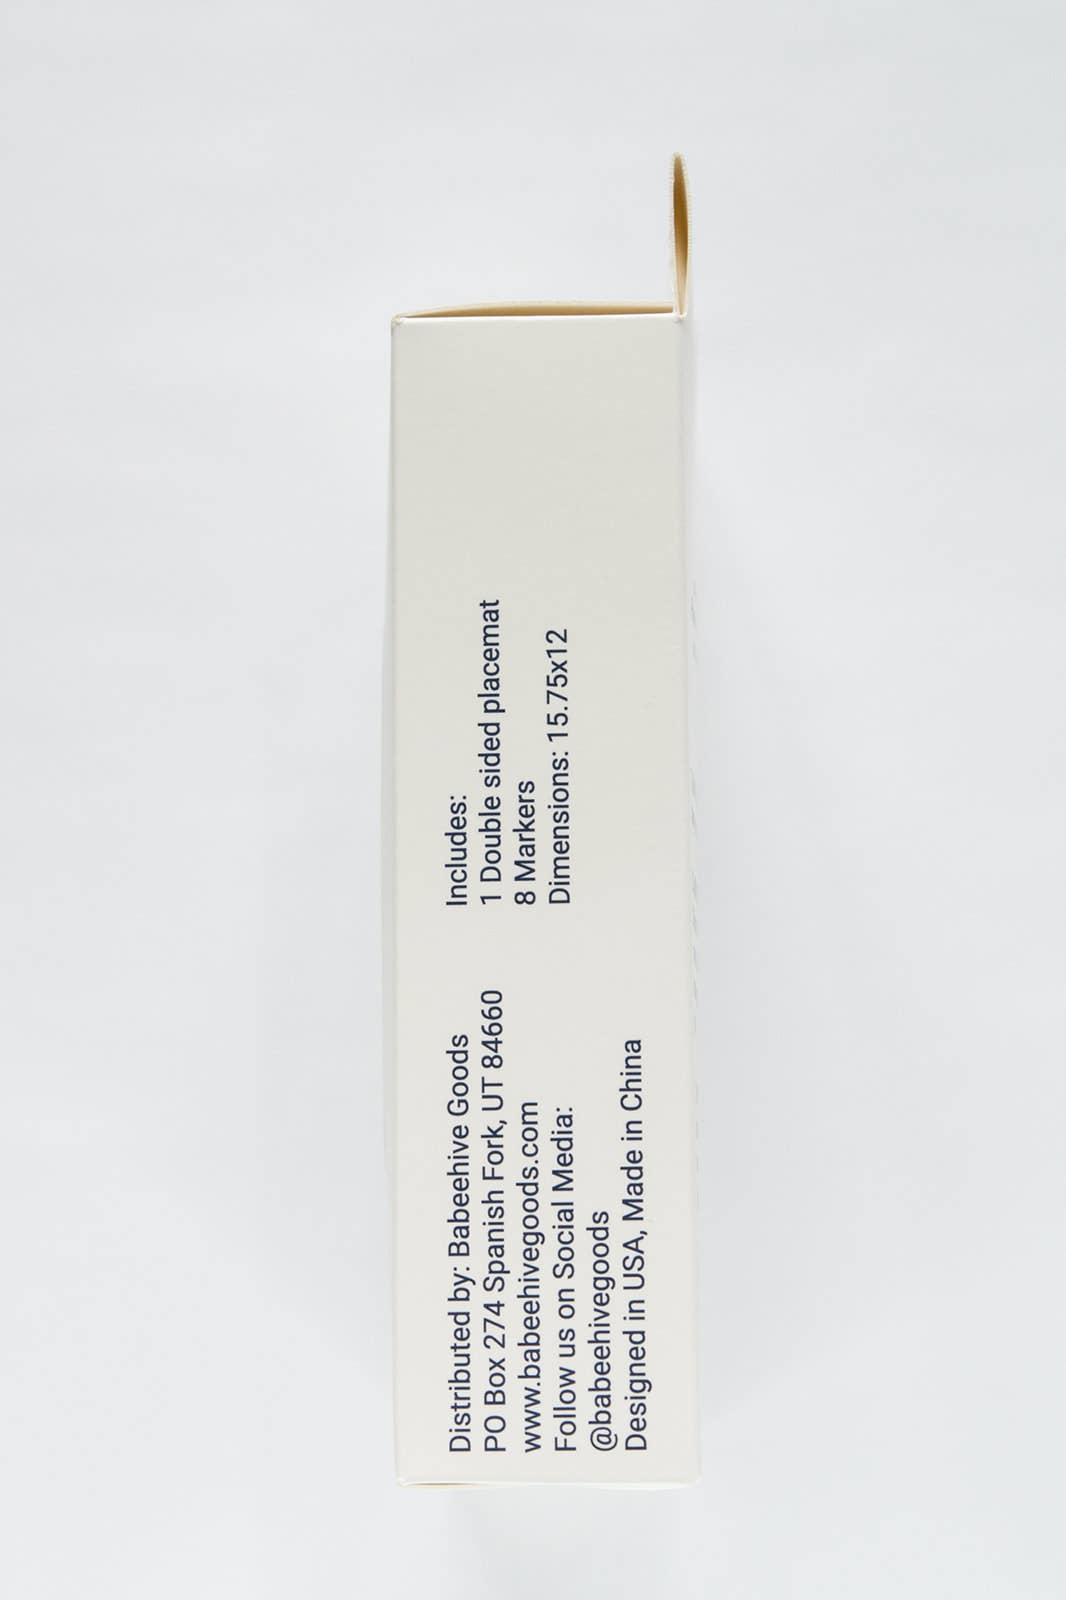 Distributed by: Babeehive Goods
PO Box 274 Spanish Fork, UT 84660
www.babeehivegoods.com
Follow us on Social Media:
@babeehivegoods
Designed in USA, Made in China
Includes:
1 Double sided placemat
8 Markers
Dimensions: 15.75x12